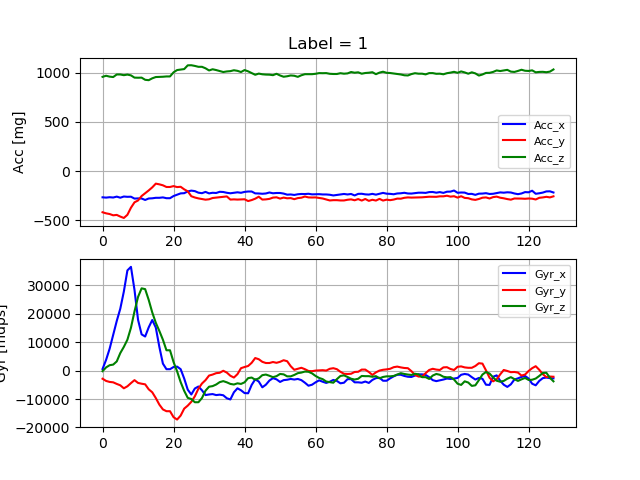 Label = 1
Acc [mg]
1000
500
0
−500
Acc_x
Acc_y
Acc_z
0
20
40
60
80
100
120
Gyr [mdps]
30000
20000
10000
0
−10000
−20000
Gyr_x
Gyr_y
Gyr_z
0
20
40
60
80
100
120